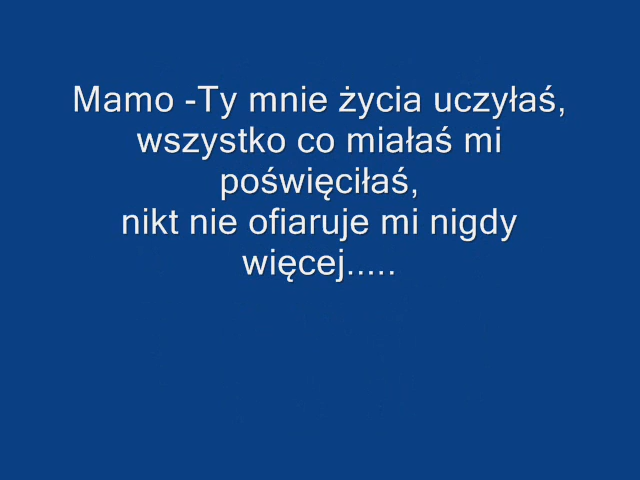 Mamo -Ty mnie życia uczyłaś,
wszystko co miałaś mi
poświęciłaś,
nikt nie ofiaruje mi nigdy
więcej.....